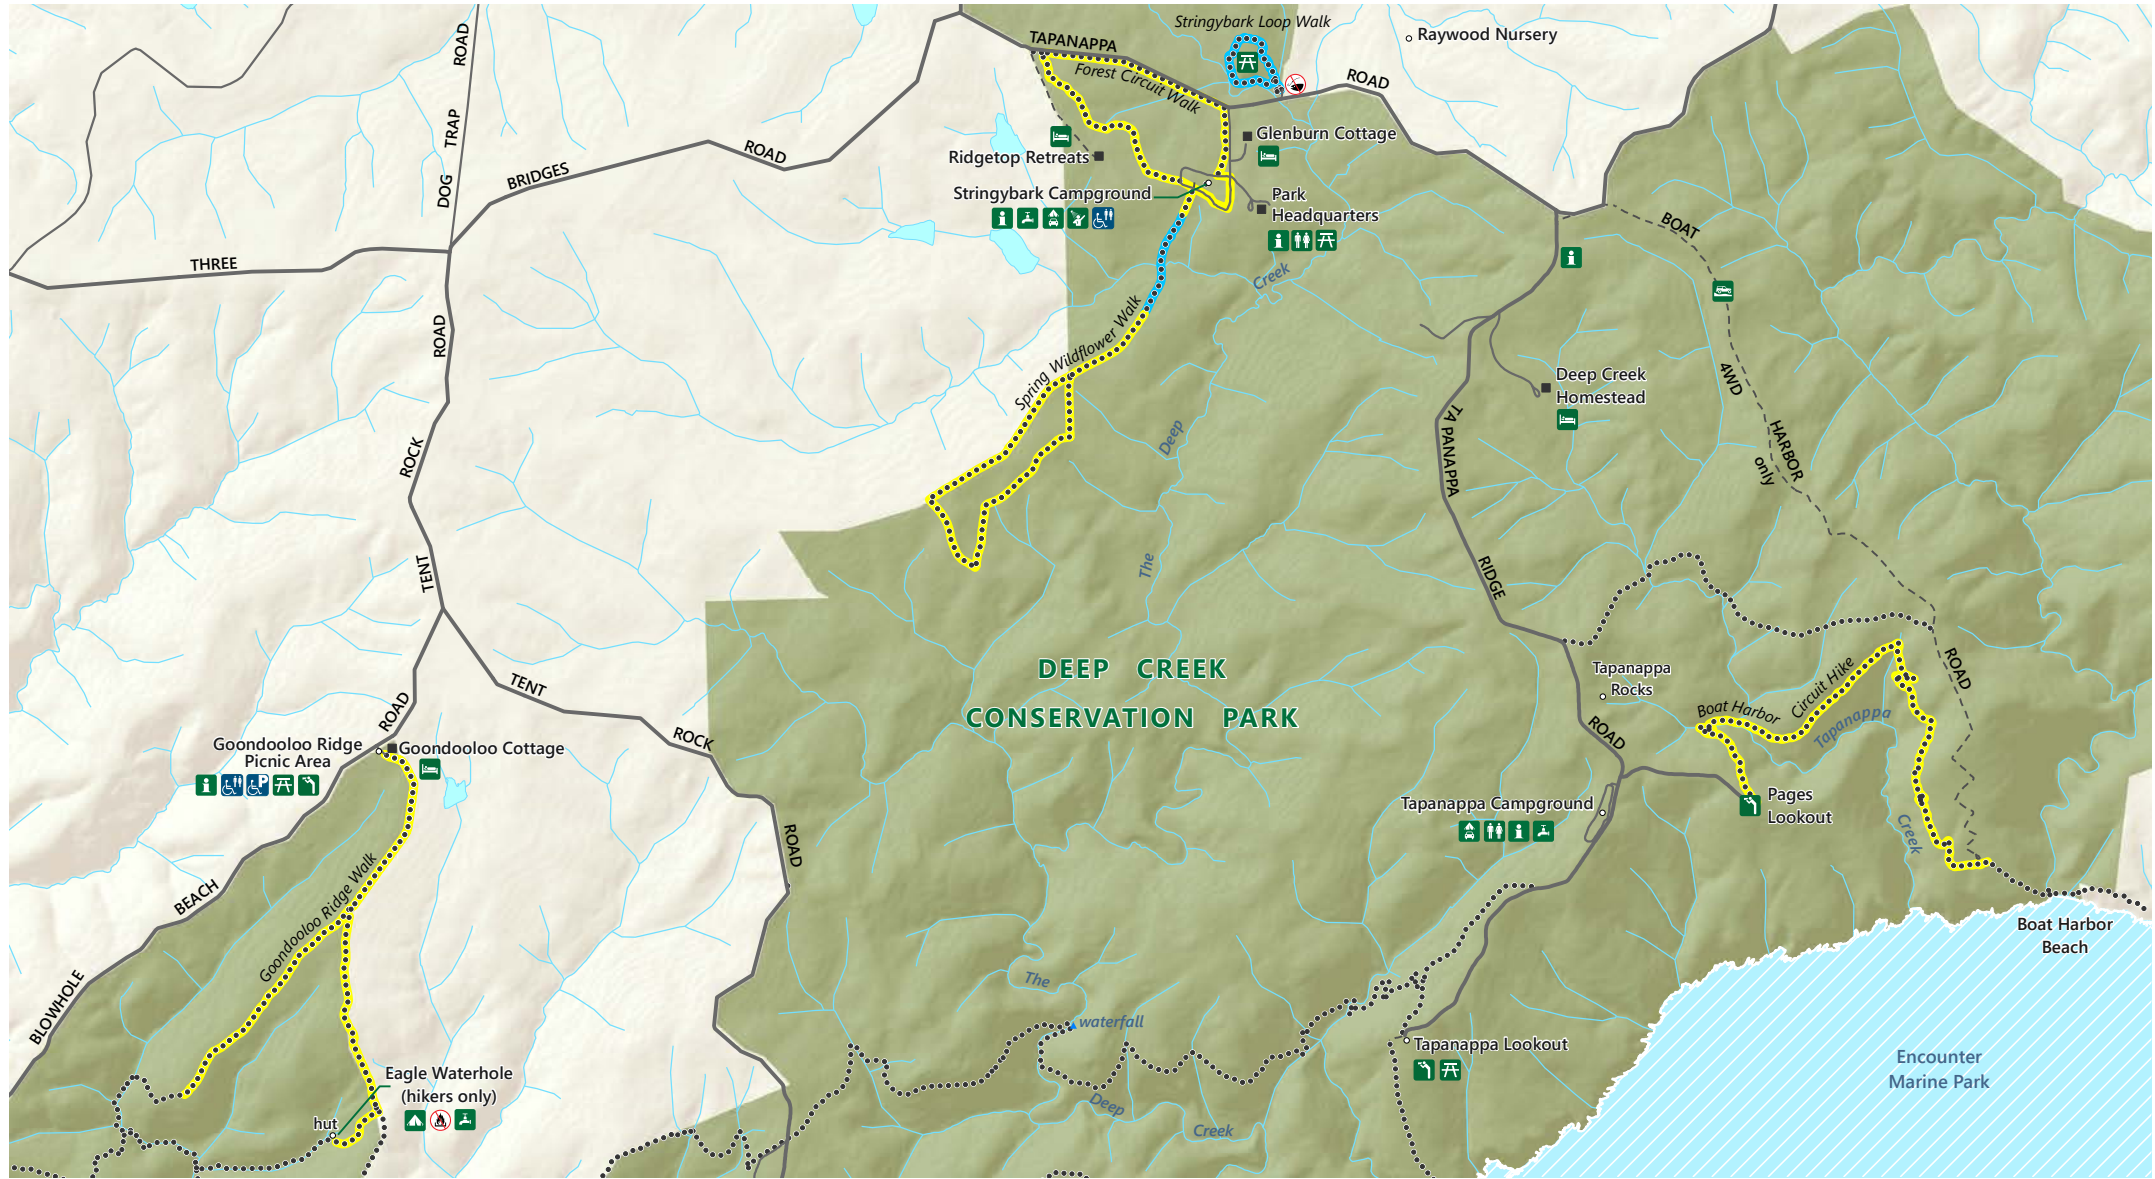 Stringybark Loop Walk
Raywood Nursery
TAPANAPPA
ROAD
Forest Circuit Walk
DOG TRAP ROAD
Glenburn Cottage
Ridgetop Retreats
BRIDGES ROAD
Stringybark Campground
i
Park
Headquarters
i
THREE
BOAT
i
Creek
ROAD
Spring Wildflower Walk
Deep Creek
Homestead
4WD
HARBOR
only
TA PANAPPA
Deep
ROCK
The
TENT
RIDGE
DEEP CREEK
CONSERVATION PARK
Tapanappa
Rocks
ROAD
TENT
ROCK
ROAD
Boat Harbor
Circuit Hike
Tapanappa
ROAD
ROAD
Goondooloo Ridge
Picnic Area
i
P
Goondooloo Cottage
Tapanappa Campground
i
Pages
Lookout
Creek
ROAD
Goondooloo Ridge Walk
BEACH
BLOWHOLE
Boat Harbor
Beach
The
waterfall
Tapanappa Lookout
Encounter
Marine Park
Eagle Waterhole
(hikers only)
hut
Deep
Creek